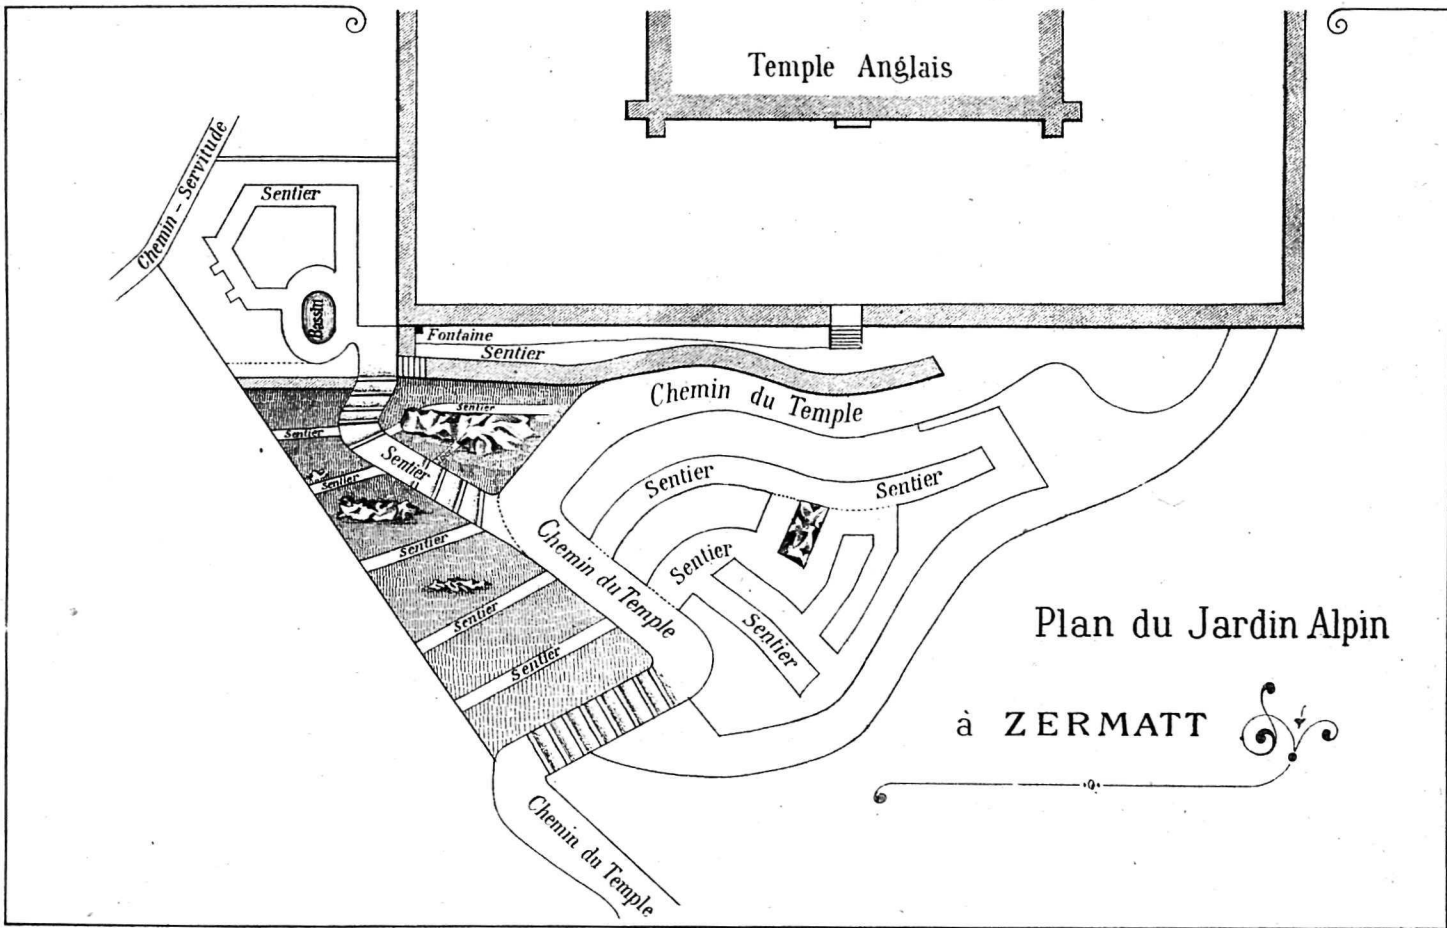 Temple Anglais
Chemin - Servitude
Sentier
Bassin
Fontaine
Sentier
Chemin du Temple
Sentier
Sentier
Sentier
Sentier
Sentier
Sentier
Sentier
Chemin du Temple
Sentier
Sentier
Sentier
Sentier
Sentier
Plan du Jardin Alpin
à ZERMATT
Chemin du Temple